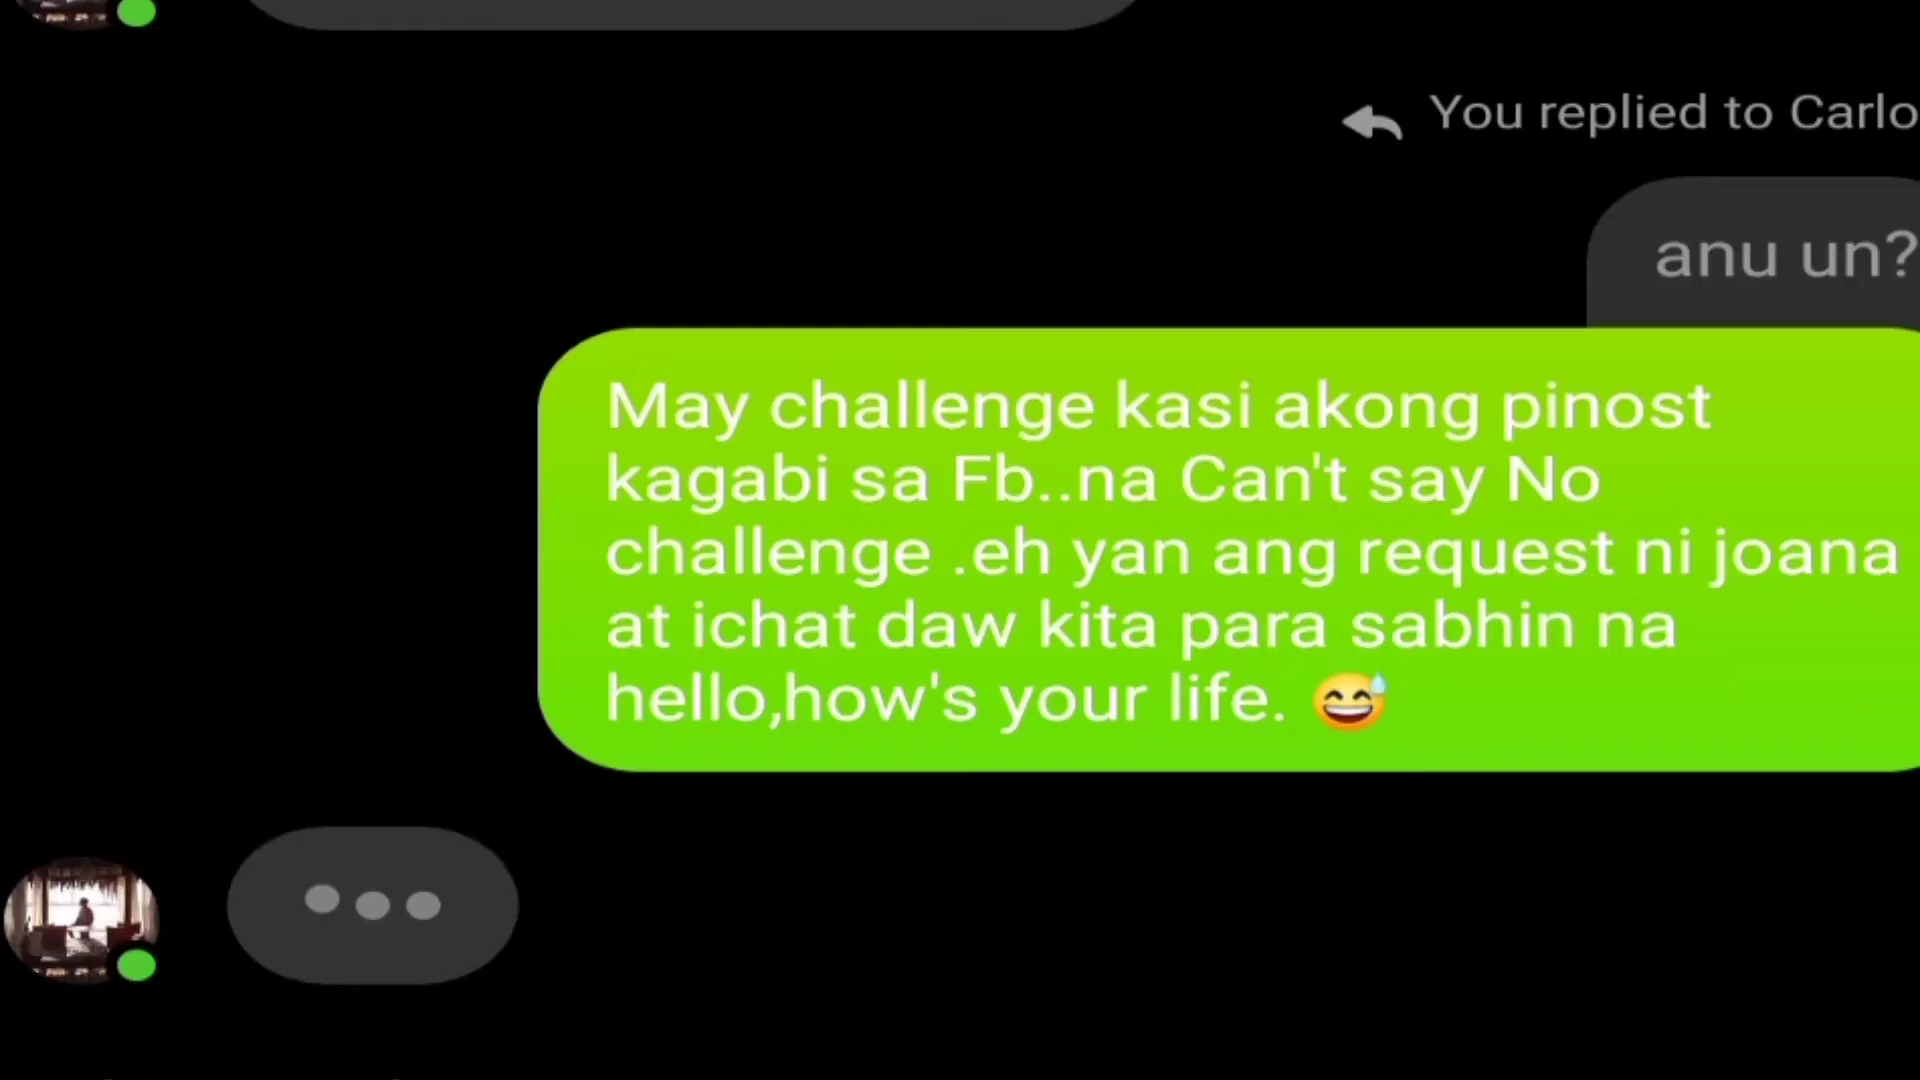 You replied to Carlo
anu un?
May challenge kasi akong pinost
kagabi sa Fb..na Can't say No
challenge .eh yan ang request ni joana
at ichat daw kita para sabhin na
hello,how's your life. 😅